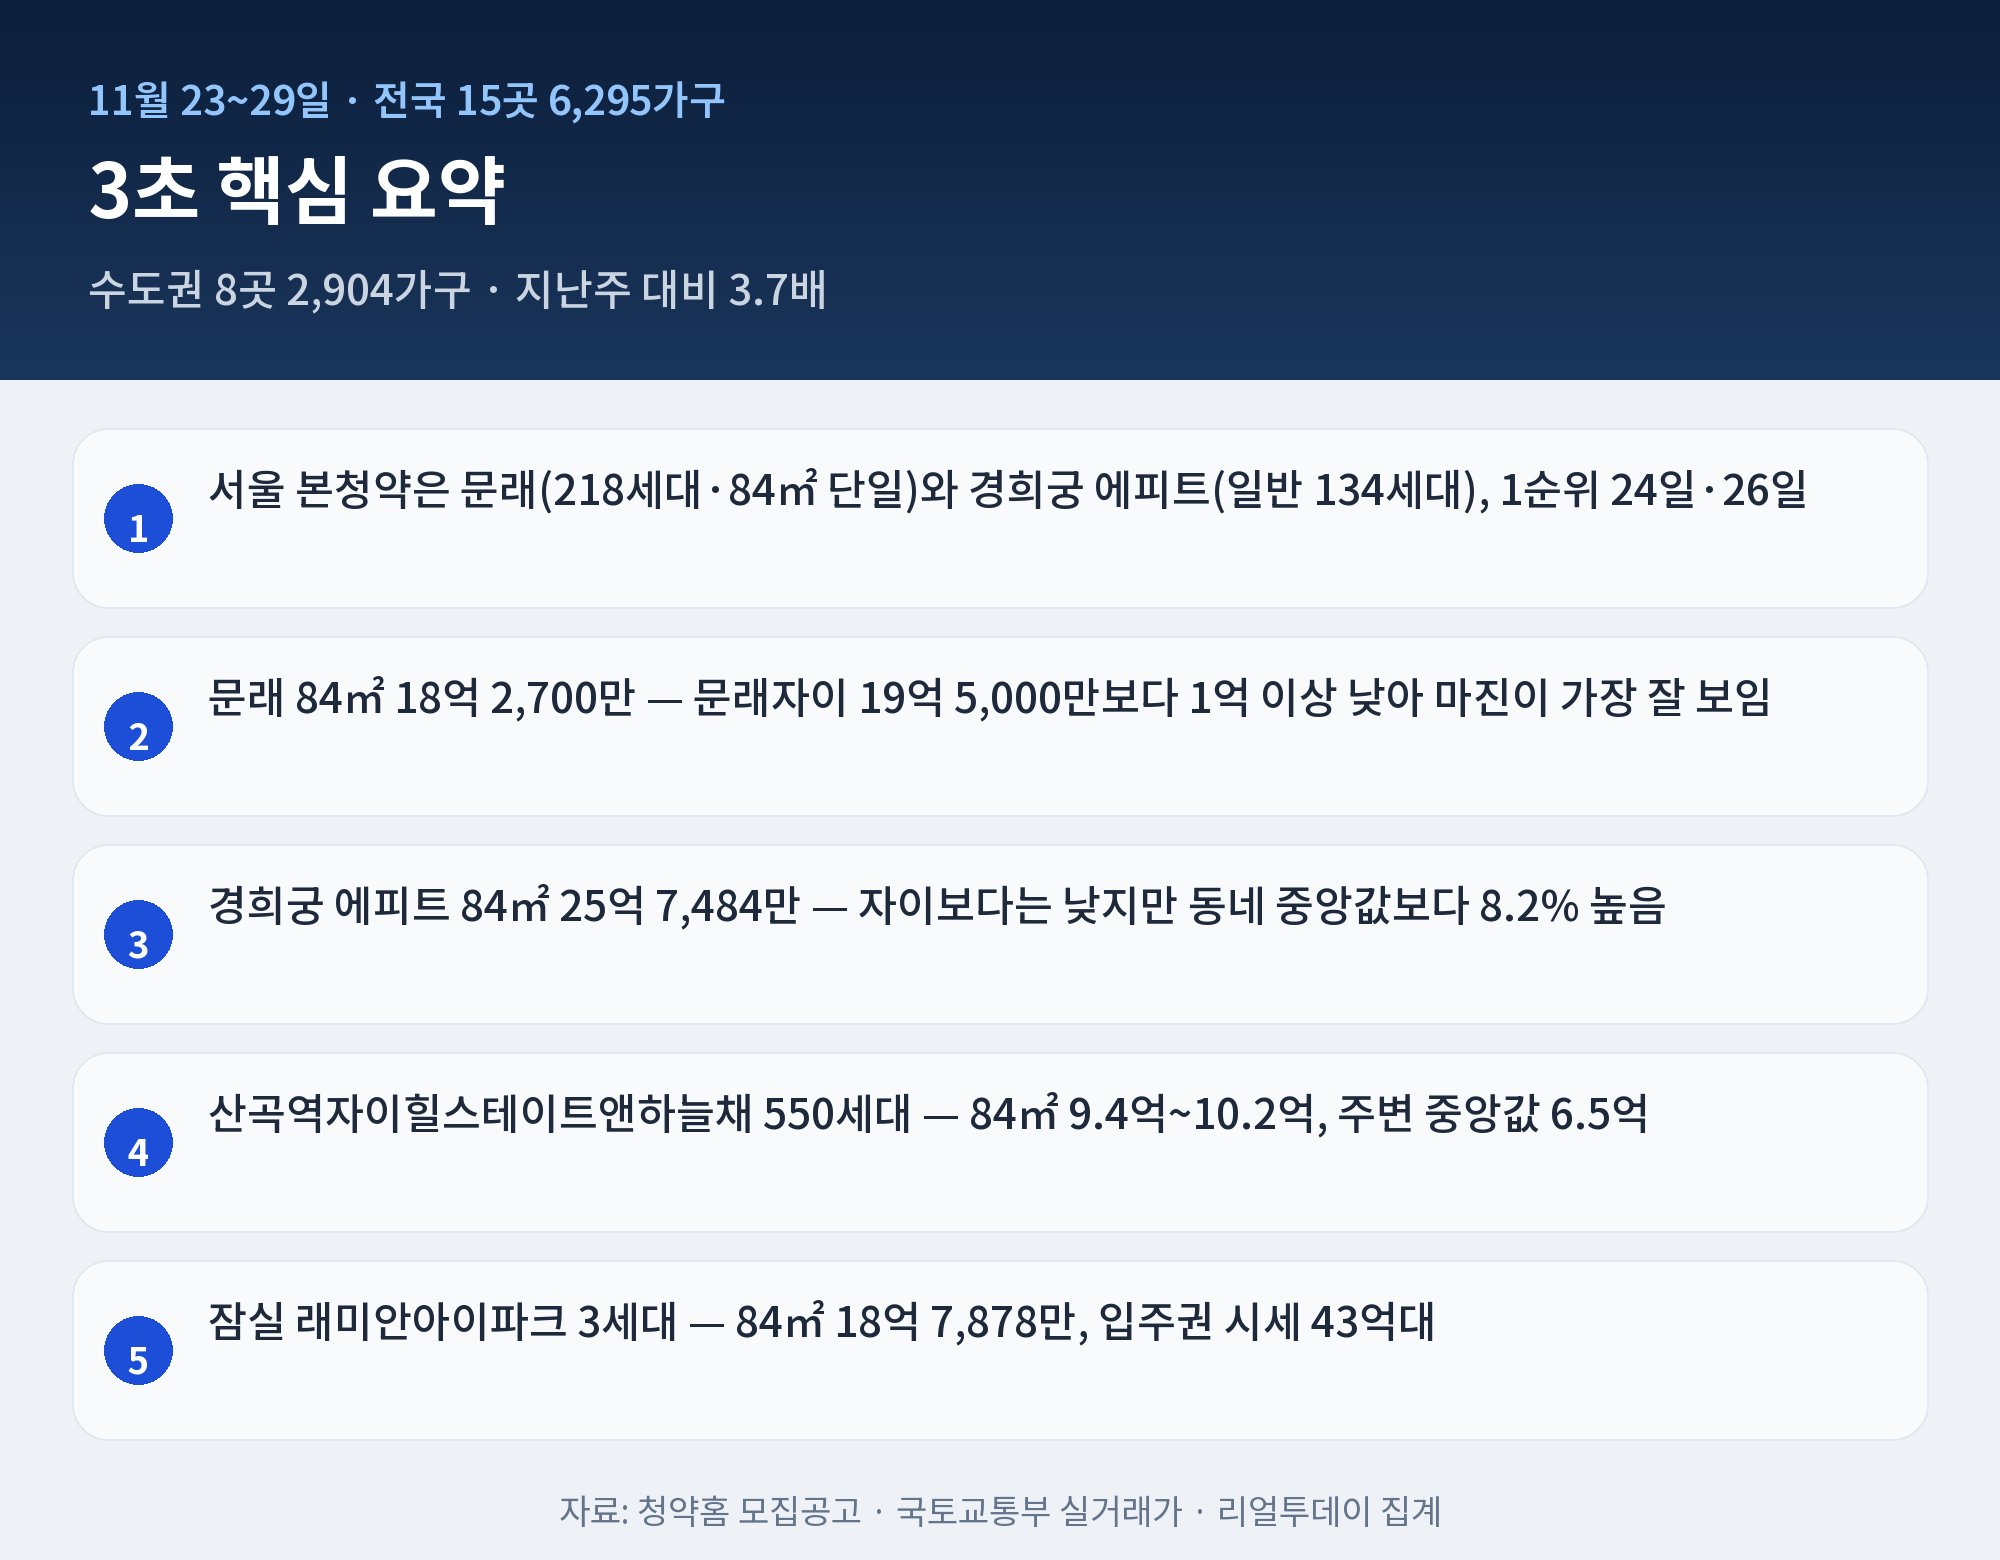 11월 23~29일 · 전국 15곳 6,295가구
3초 핵심 요약
수도권 8곳 2,904가구 · 지난주 대비 3.7배
1
서울 본청약은 문래(218세대·84㎡ 단일)와 경희궁 에피트(일반 134세대), 1순위 24일·26일
2
문래 84㎡ 18억 2,700만 — 문래자이 19억 5,000만보다 1억 이상 낮아 마진이 가장 잘 보임
3
경희궁 에피트 84㎡ 25억 7,484만 — 자이보다는 낮지만 동네 중앙값보다 8.2% 높음
4
산곡역자이힐스테이트앤하늘채 550세대 — 84㎡ 9.4억~10.2억, 주변 중앙값 6.5억
5
잠실 래미안아이파크 3세대 — 84㎡ 18억 7,878만, 입주권 시세 43억대
자료: 청약홈 모집공고 · 국토교통부 실거래가 · 리얼투데이 집계